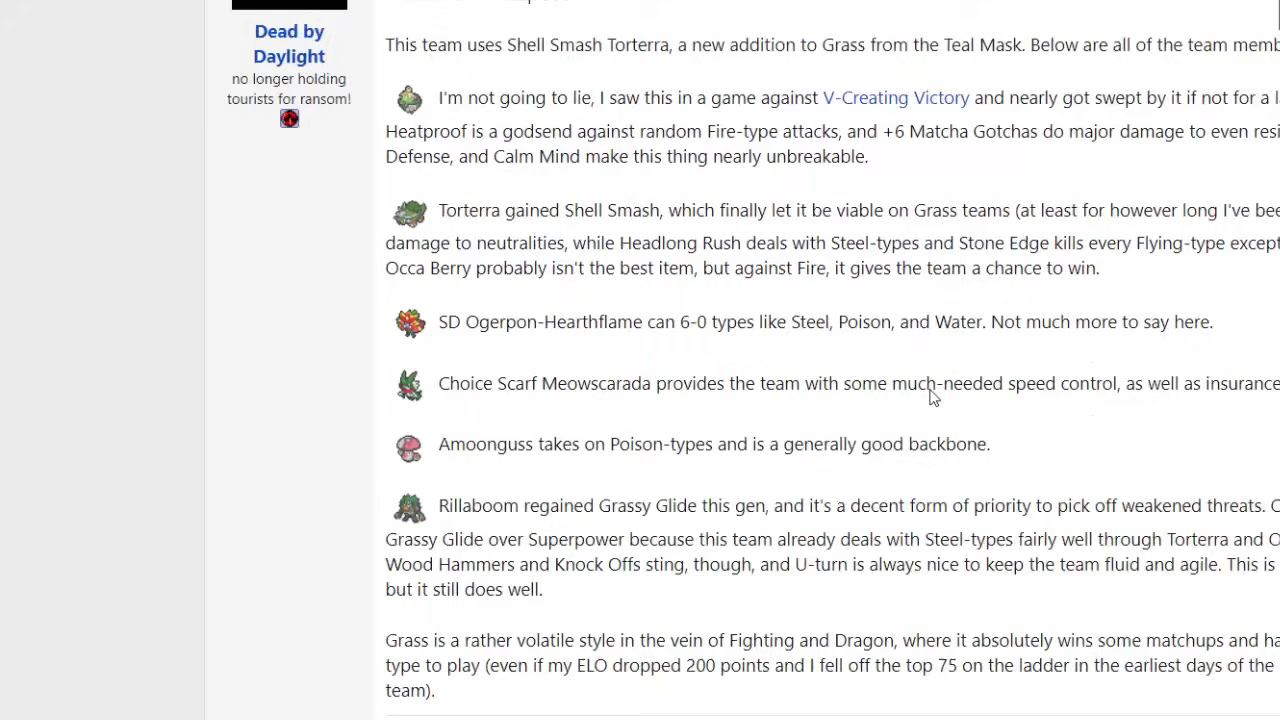 Dead by
Daylight
no longer holding
tourists for ransom!
This team uses Shell Smash Torterra, a new addition to Grass from the Teal Mask. Below are all of the team
I'm not going to lie, I saw this in a game against V-Creating Victory and nearly got swept by it if not for a
Heatproof is a godsend against random Fire-type attacks, and +6 Matcha Gotchas do major damage to even
Defense, and Calm Mind make this thing nearly unbreakable.
Torterra gained Shell Smash, which finally let it be viable on Grass teams (at least for however long I've
damage to neutralities, while Headlong Rush deals with Steel-types and Stone Edge kills every Flying-type except
Occa Berry probably isn't the best item, but against Fire, it gives the team a chance to win.
SD Ogerpon-Hearthflame can 6-0 types like Steel, Poison, and Water. Not much more to say here.
Choice Scarf Meowscarada provides the team with some much-needed speed control, as well as insurance
Amoonguss takes on Poison-types and is a generally good backbone.
Rillaboom regained Grassy Glide this gen, and it's a decent form of priority to pick off weakened threats.
Grassy Glide over Superpower because this team already deals with Steel-types fairly well through Torterra and
Wood Hammers and Knock Offs sting, though, and U-turn is always nice to keep the team fluid and agile. This is
but it still does well.
Grass is a rather volatile style in the vein of Fighting and Dragon, where it absolutely wins some matchups and
type to play (even if my ELO dropped 200 points and I fell off the top 75 on the ladder in the earliest days of the
team).